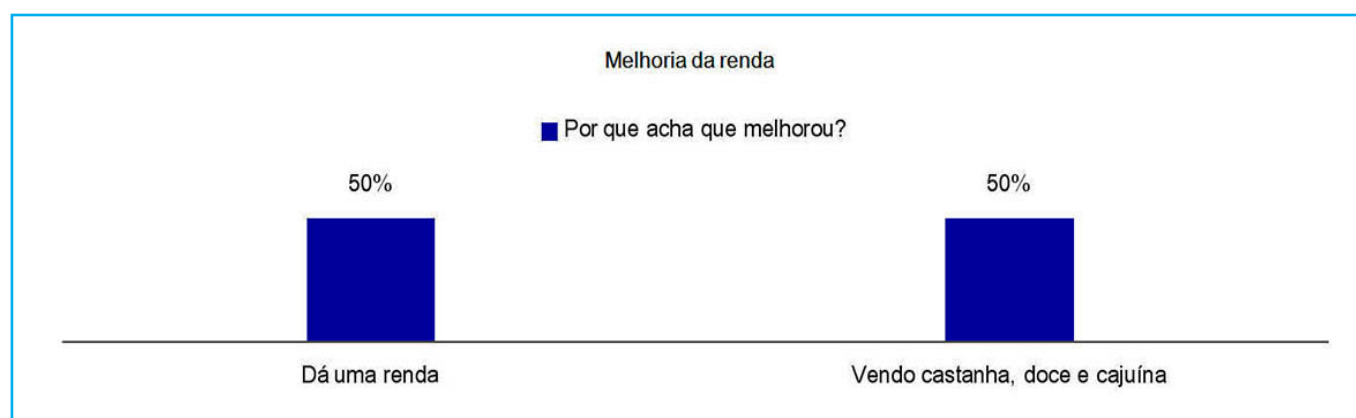 Melhoria da renda
Por que acha que melhorou?
50%
50%
Dá uma renda
Vendo castanha, doce e cajuína